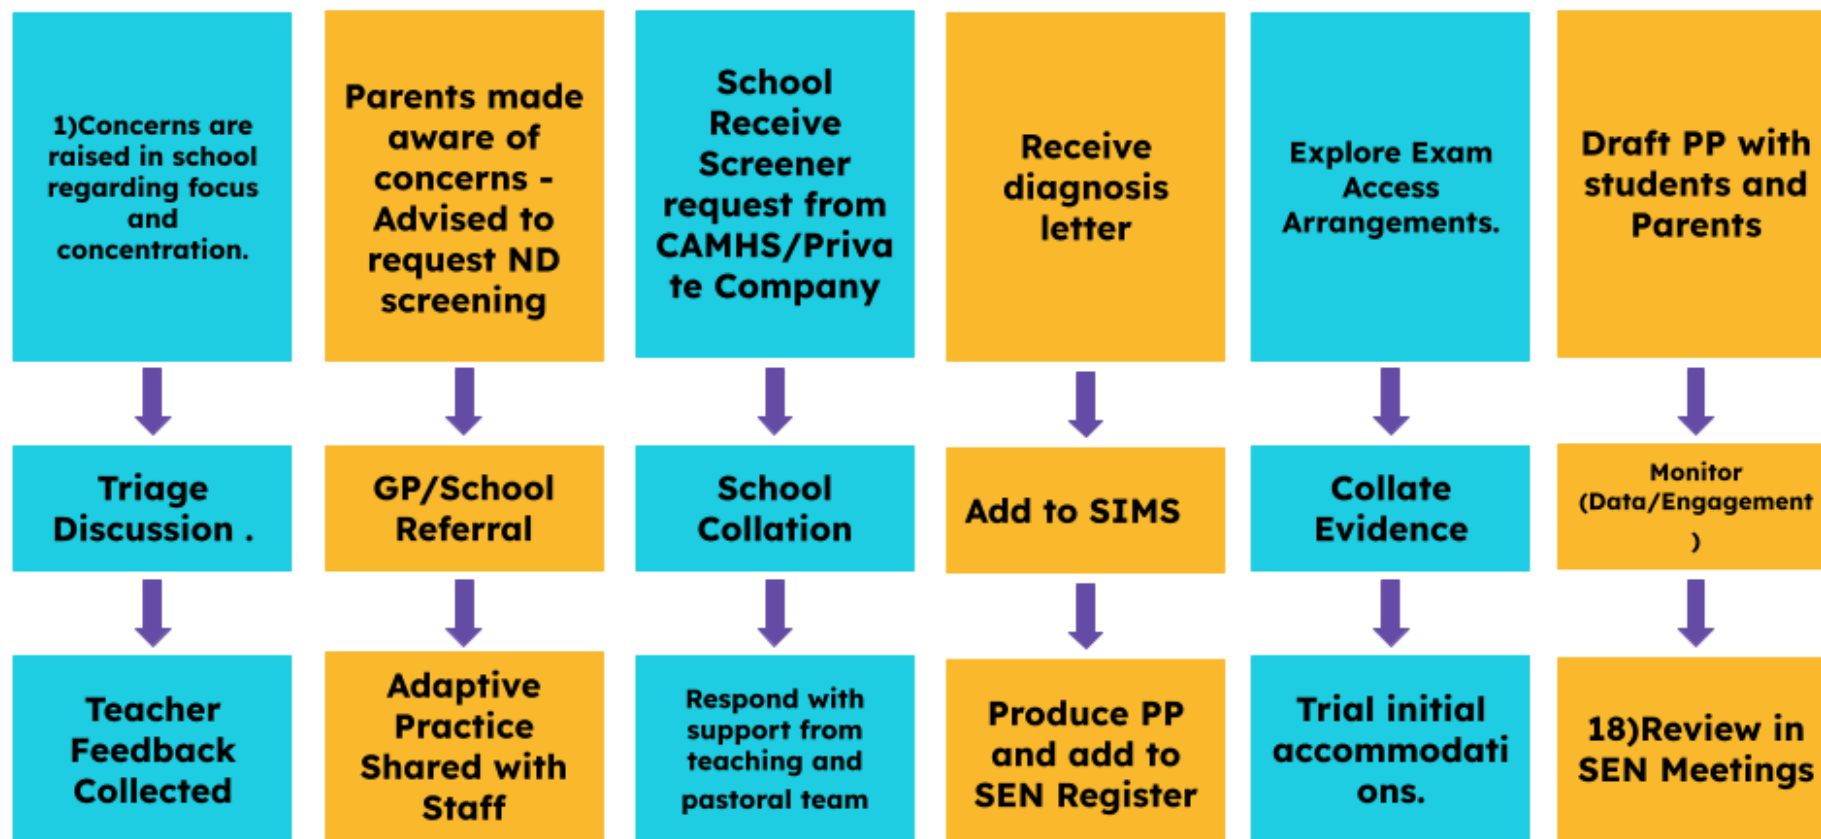 1)Concerns are
raised in school
regarding focus
and
concentration.
Triage
Discussion .
Teacher
Feedback
Collected
Parents made
aware of
concerns -
Advised to
request ND
screening
GP/School
Referral
Adaptive
Practice
Shared with
Staff
School
Receive
Screener
request from
CAMHS/Priva
te Company
School
Collation
Respond with
support from
teaching and
pastoral team
Receive
diagnosis
letter
Add to SIMS
Produce PP
and add to
SEN Register
Explore Exam
Access
Arrangements.
Collate
Evidence
Trial initial
accommodati
ons.
Draft PP with
students and
Parents
Monitor
(Data/Engagement
)
18)Review in
SEN Meetings